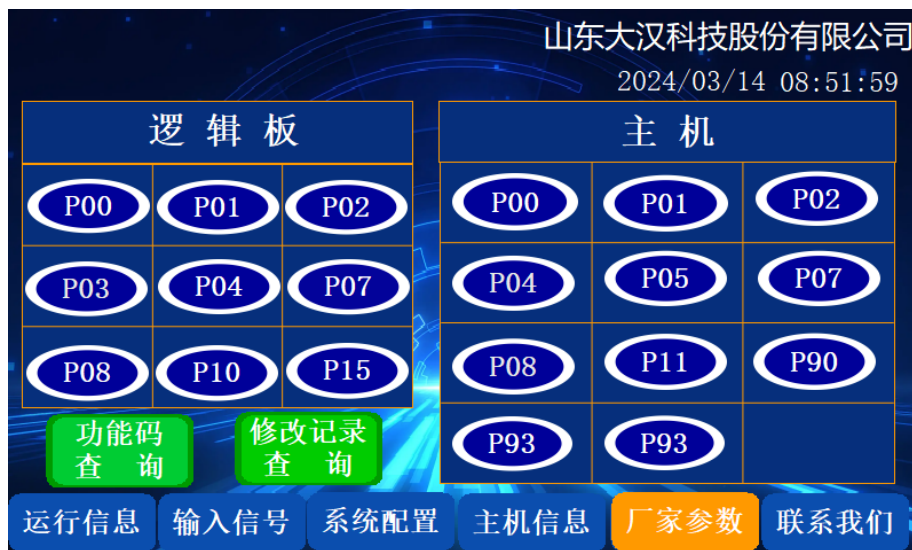 山东大汉科技股份有限公司
2024/03/14 08:51:59
逻辑板
P00 P01 P02
P03 P04 P07
P08 P10 P15
主机
P00 P01 P02
P04 P05 P07
P08 P11 P90
P93 P93
功能码
查询
修改记录
查询
运行信息 输入信号 系统配置 主机信息 厂家参数 联系我们